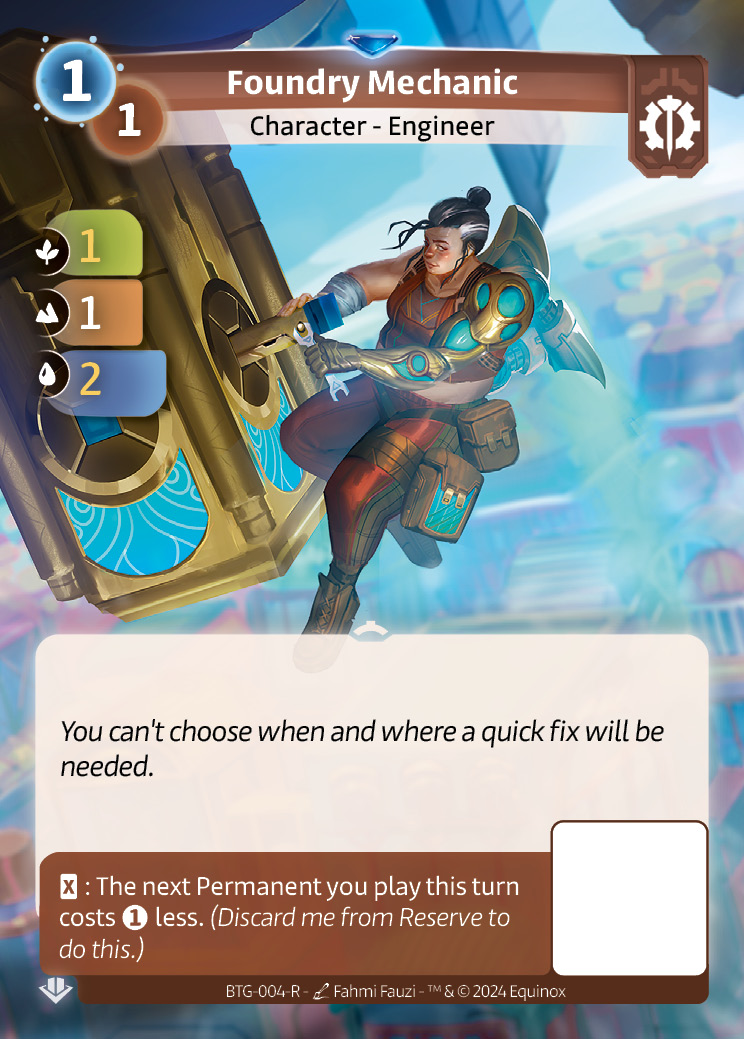 1
Foundry Mechanic
1
Character - Engineer
1
1
2
You can't choose when and where a quick fix will be
needed.
X : The next Permanent you play this turn
costs 1 less. (Discard me from Reserve to
do this.)
BTG-004-R - Fahmi Fauzi - ™ & © 2024 Equinox